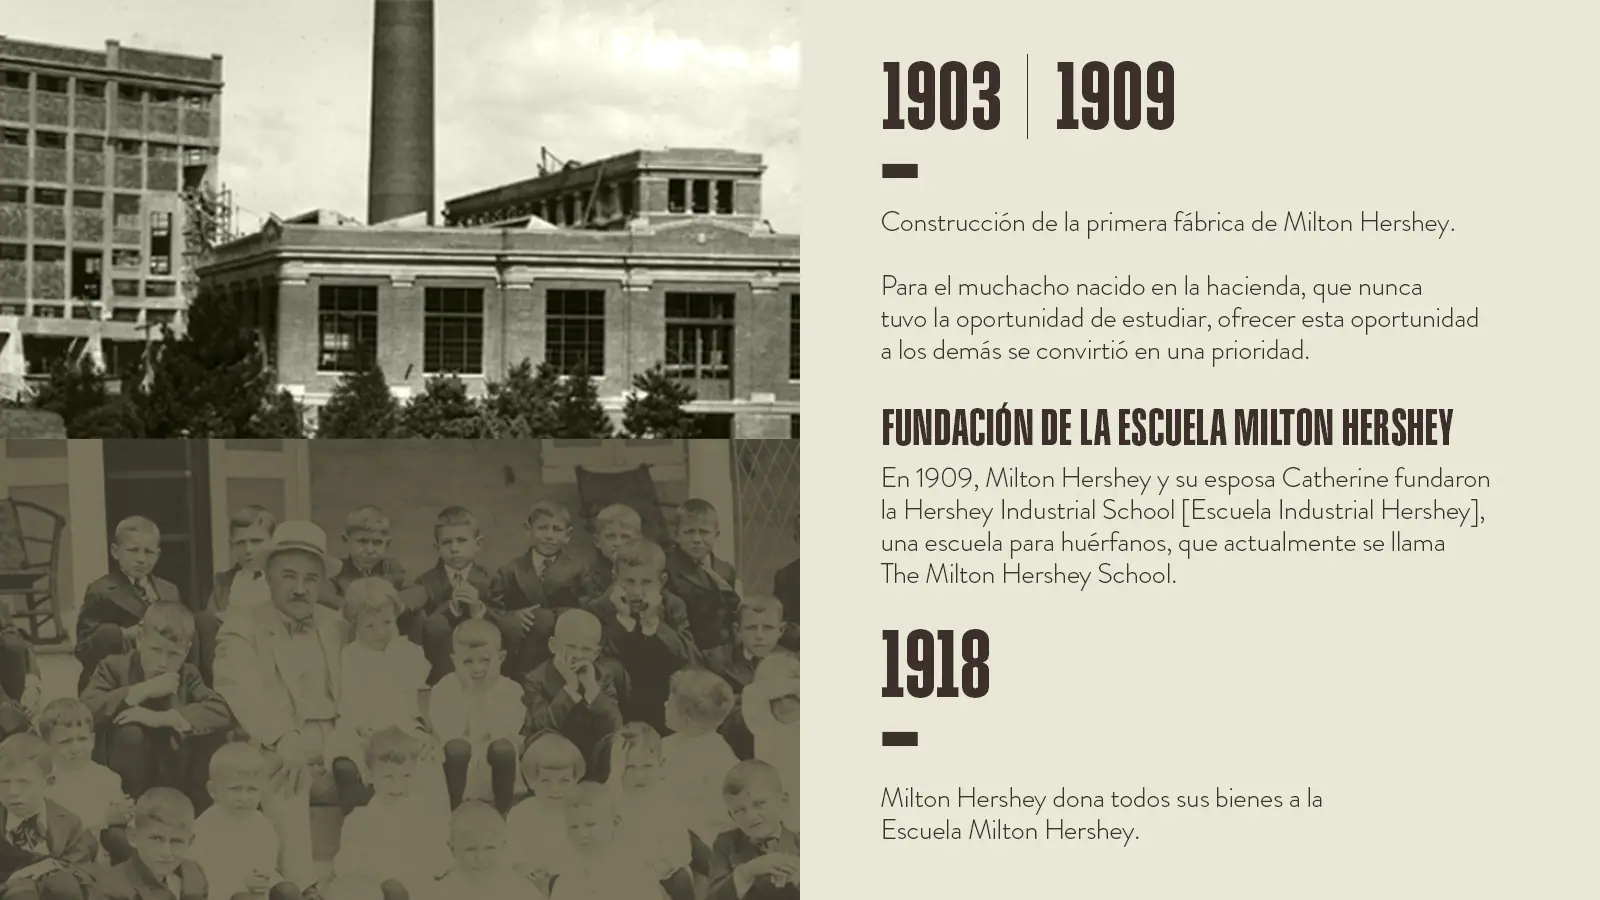 1903 | 1909
Construcción de la primera fábrica de Milton Hershey.
Para el muchacho nacido en la hacienda, que nunca
tuvo la oportunidad de estudiar, ofrecer esta oportunidad
a los demás se convirtió en una prioridad.
FUNDACIÓN DE LA ESCUELA MILTON HERSHEY
En 1909, Milton Hershey y su esposa Catherine fundaron
la Hershey Industrial School [Escuela Industrial Hershey],
una escuela para huérfanos, que actualmente se llama
The Milton Hershey School.
1918
Milton Hershey dona todos sus bienes a la
Escuela Milton Hershey.